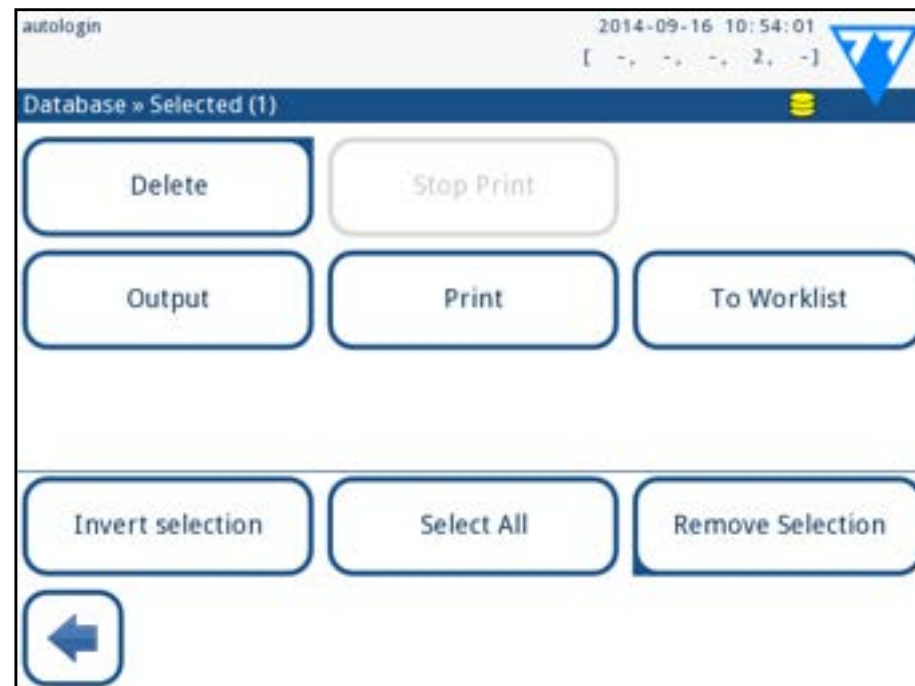 autologin 2014-09-16 10:54:01
[ -, -, -, 2, -]
Database » Selected (1)
Delete Stop Print
Output Print To Worklist
Invert selection Select All Remove Selection